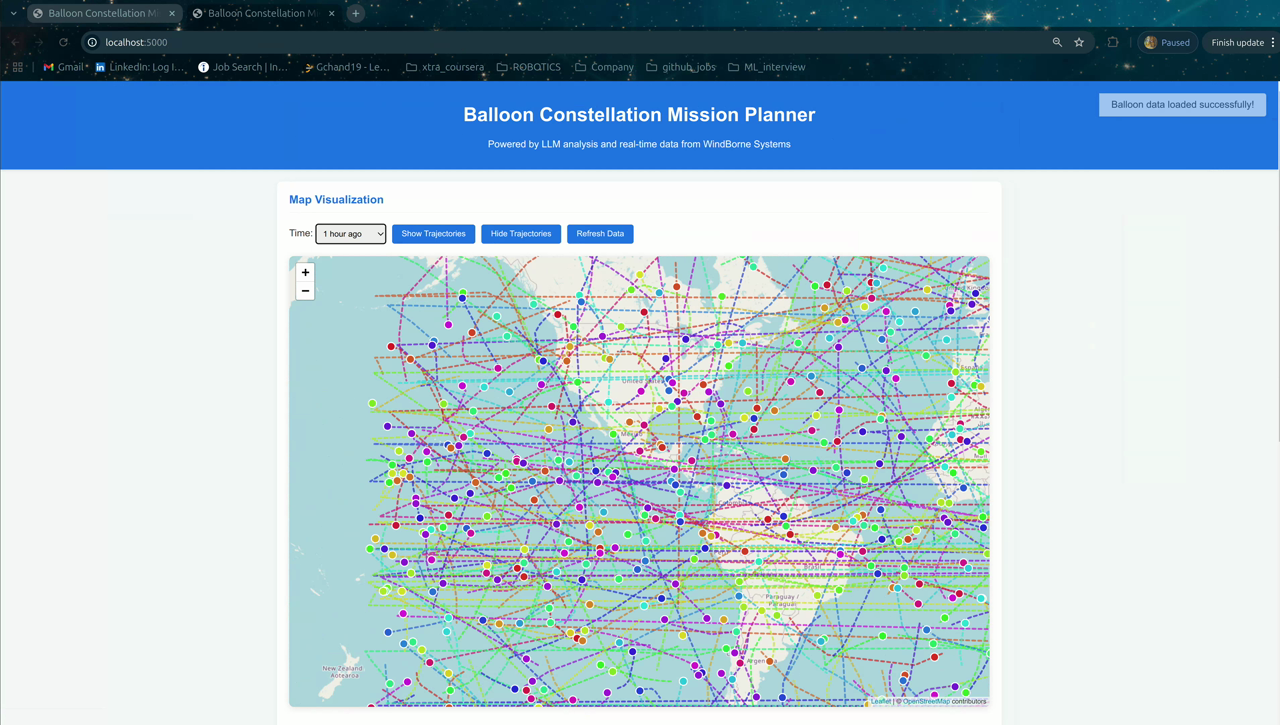 Balloon Constellation Mi
Balloon Constellation M
localhost:5000
Paused
Finish update
Gmail
LinkedIn: Log I...
Job Search | In...
Gchand19 - Le...
xtra_coursera
ROBOTICS
Company
github_jobs
ML_interview
Balloon Constellation Mission Planner
Balloon data loaded successfully!
Powered by LLM analysis and real-time data from WindBorne Systems
Map Visualization
Time:
1 hour ago
Show Trajectories
Hide Trajectories
Refresh Data
+
−
United States
Paraguay /
Paraguái
New Zealand /
Aotearoa
Leaflet | © OpenStreetMap contributors